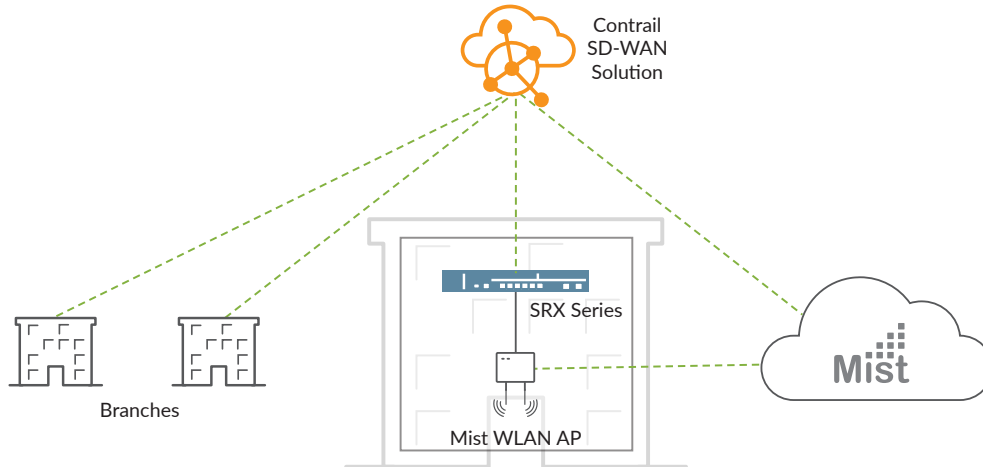 Contrail
SD-WAN
Solution
SRX Series
Mist
Branches
Mist WLAN AP